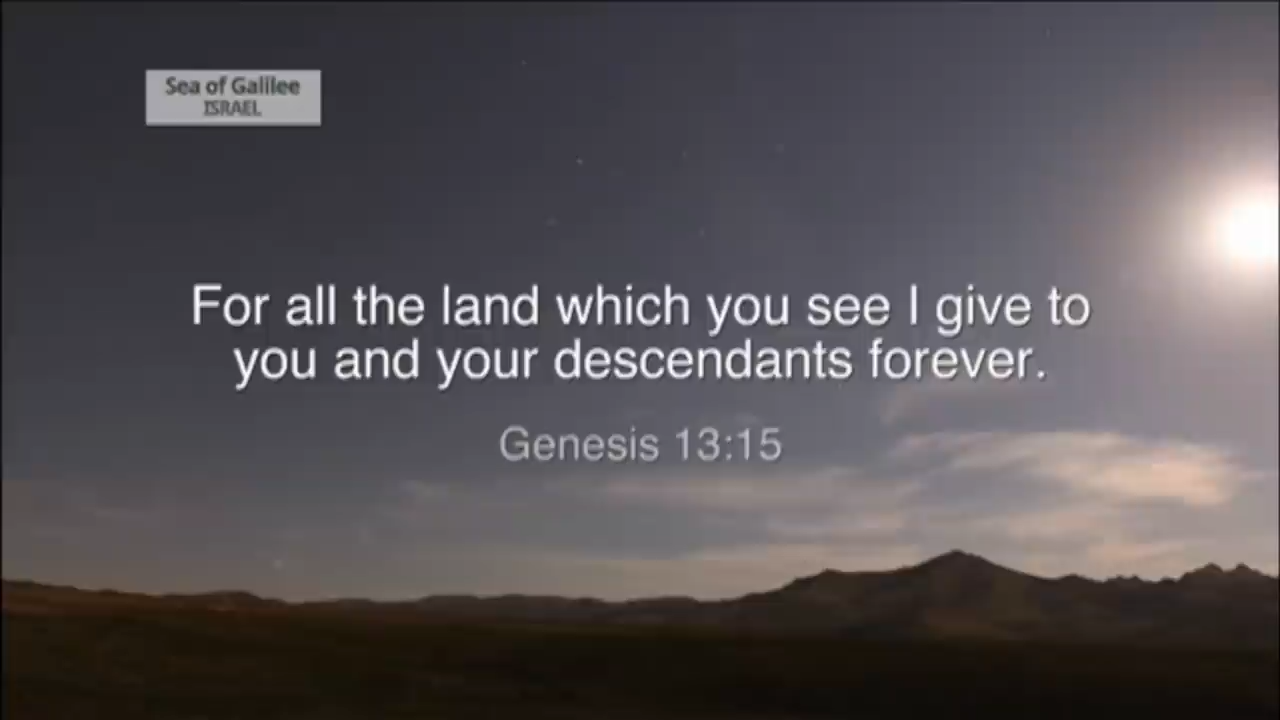 Sea of Galilee
ISRAEL
For all the land which you see I give to
you and your descendants forever.
Genesis 13:15